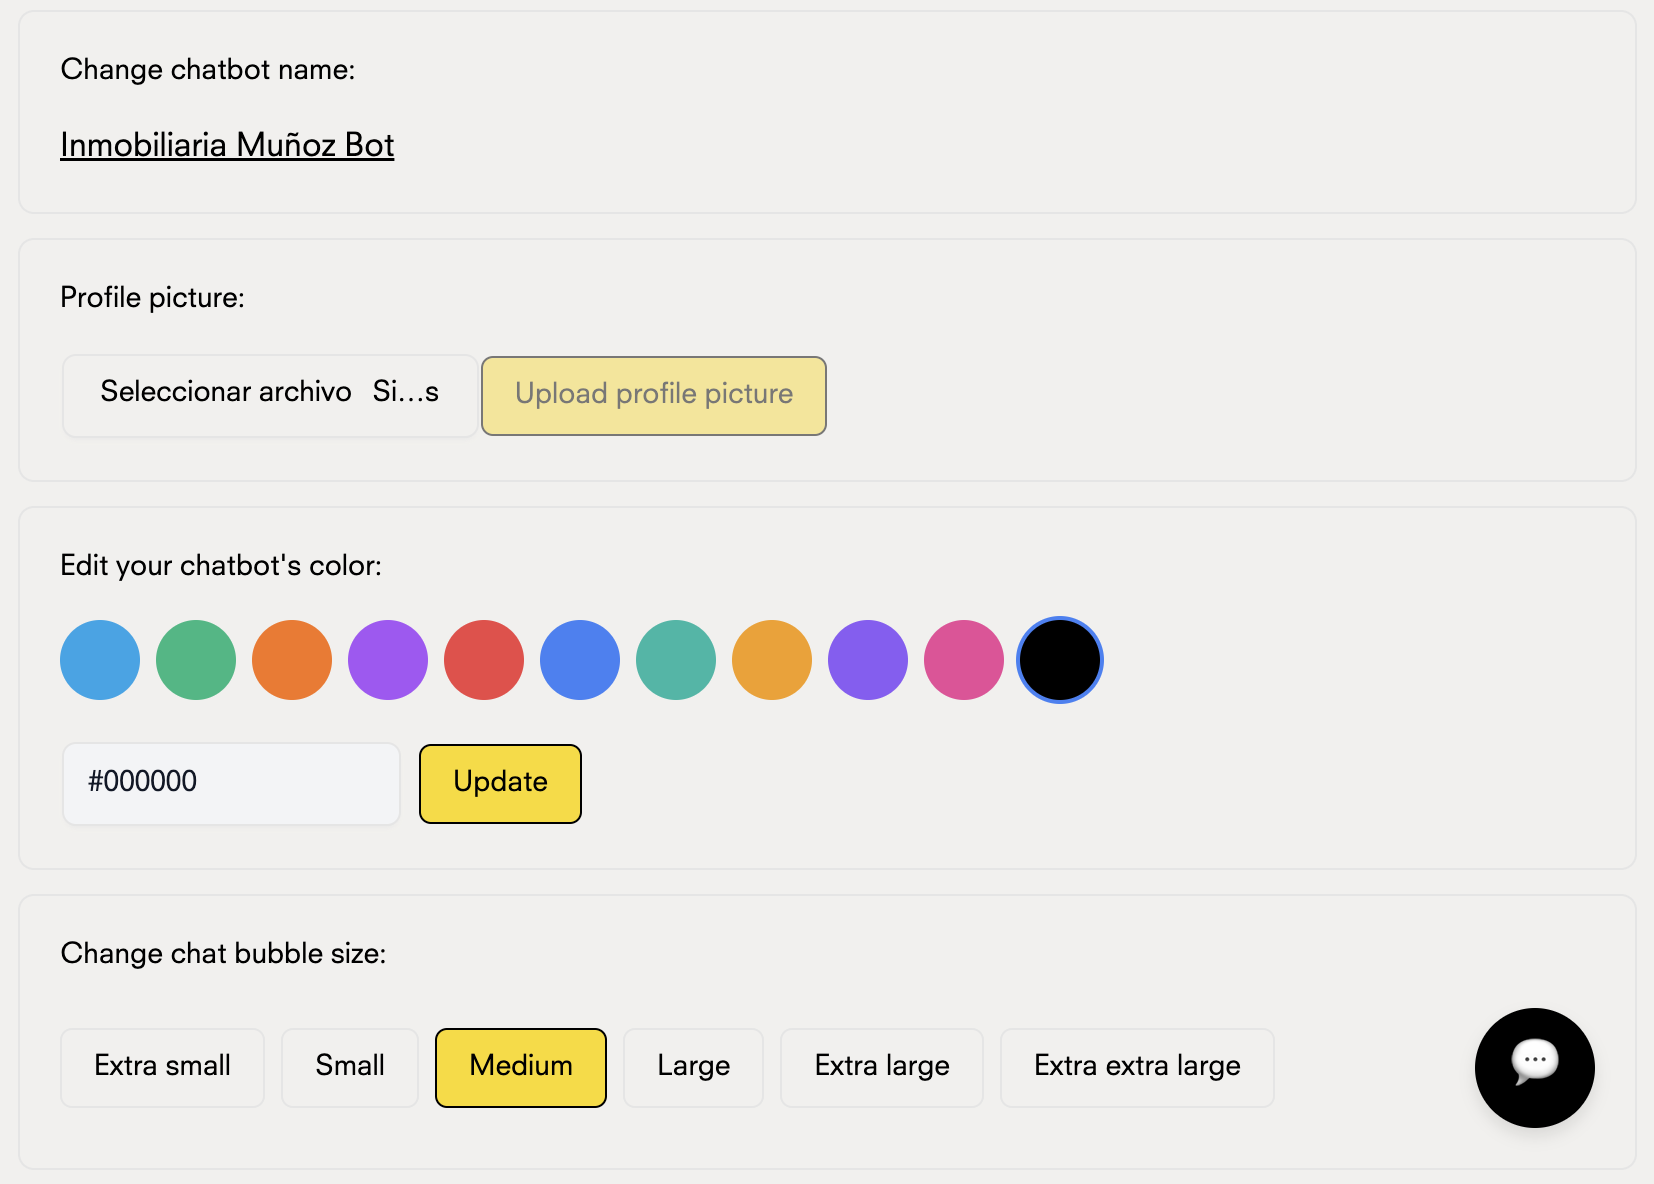 Change chatbot name:
Inmobiliaria Muñoz Bot
Profile picture:
Seleccionar archivo Si...s
Upload profile picture
Edit your chatbot's color:
#000000
Update
Change chat bubble size:
Extra small
Small
Medium
Large
Extra large
Extra extra large